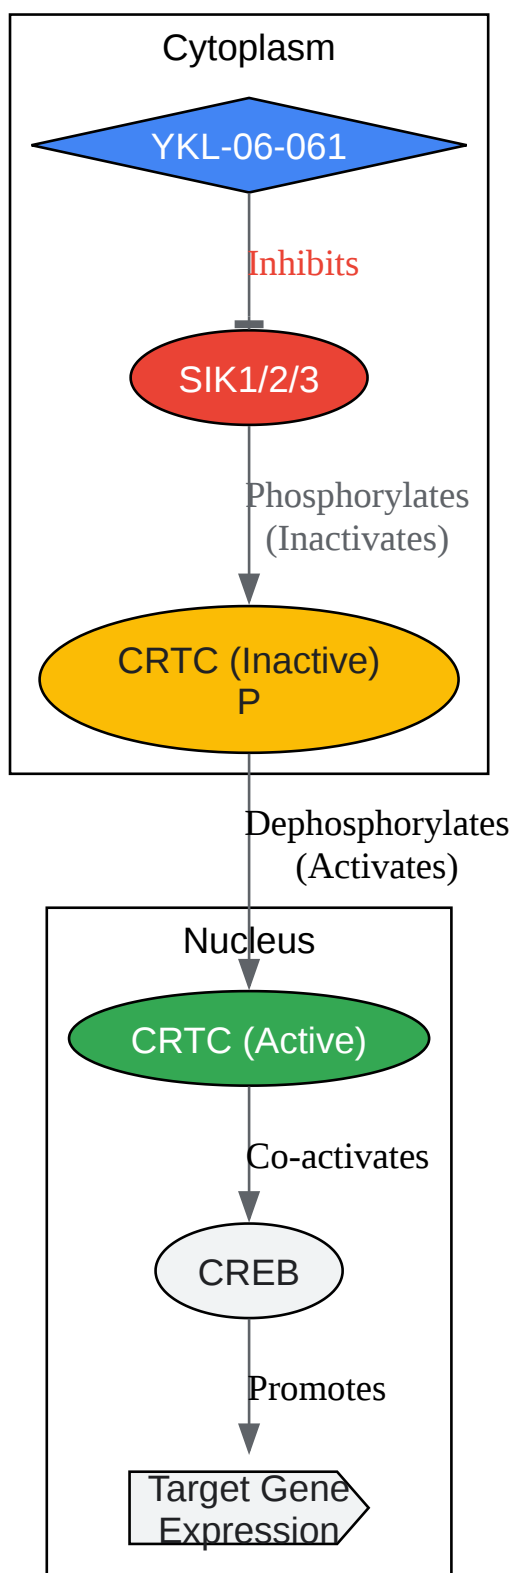 Cytoplasm
YKL-06-061
Inhibits
SIK1/2/3
Phosphorylates
(Inactivates)
CRTC (Inactive)
P
Dephosphorylates
(Activates)
Nucleus
CRTC (Active)
Co-activates
CREB
Promotes
Target Gene
Expression